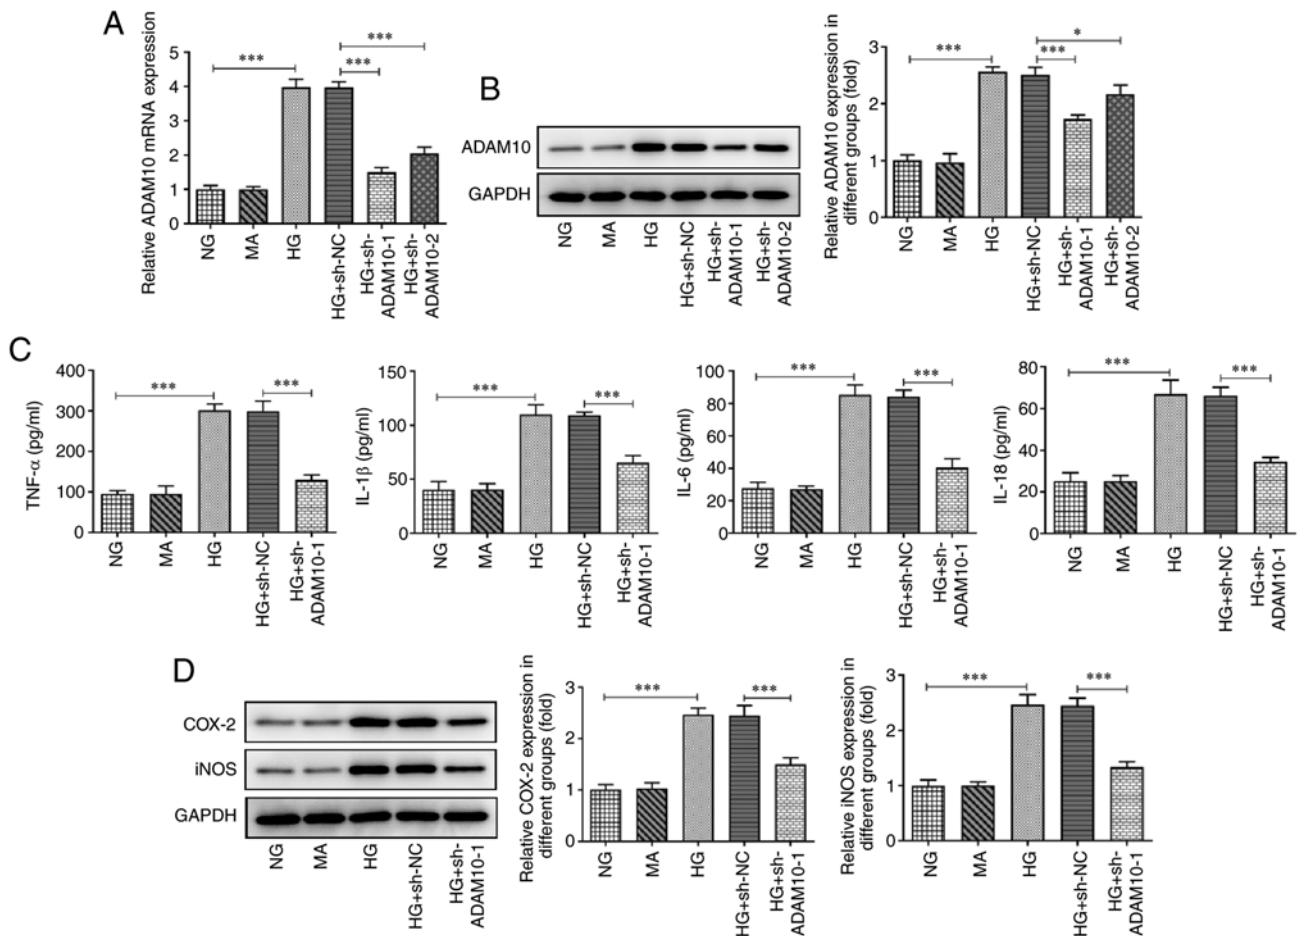 A
Relative ADAM10 mRNA expression
5
4
3
2
1
0
***
***
***
NG
MA
HG
HG+sh-NC
HG+sh-
ADAM10-1
HG+sh-
ADAM10-2
B
ADAM10
GAPDH
NG
MA
HG
HG+sh-NC
HG+sh-
ADAM10-1
HG+sh-
ADAM10-2
Relative ADAM10 expression in
different groups (fold)
3
2
1
0
***
***
*
NG
MA
HG
HG+sh-NC
HG+sh-
ADAM10-1
HG+sh-
ADAM10-2
C
TNF-α (pg/ml)
400
300
200
100
0
***
***
NG
MA
HG
HG+sh-NC
HG+sh-
ADAM10-1
IL-1β (pg/ml)
150
100
50
0
***
***
NG
MA
HG
HG+sh-NC
HG+sh-
ADAM10-1
IL-6 (pg/ml)
100
80
60
40
20
0
***
***
NG
MA
HG
HG+sh-NC
HG+sh-
ADAM10-1
IL-18 (pg/ml)
80
60
40
20
0
***
***
NG
MA
HG
HG+sh-NC
HG+sh-
ADAM10-1
D
COX-2
iNOS
GAPDH
NG
MA
HG
HG+sh-NC
HG+sh-
ADAM10-1
Relative COX-2 expression in
different groups (fold)
3
2
1
0
***
***
NG
MA
HG
HG+sh-NC
HG+sh-
ADAM10-1
Relative iNOS expression in
different groups (fold)
3
2
1
0
***
***
NG
MA
HG
HG+sh-NC
HG+sh-
ADAM10-1